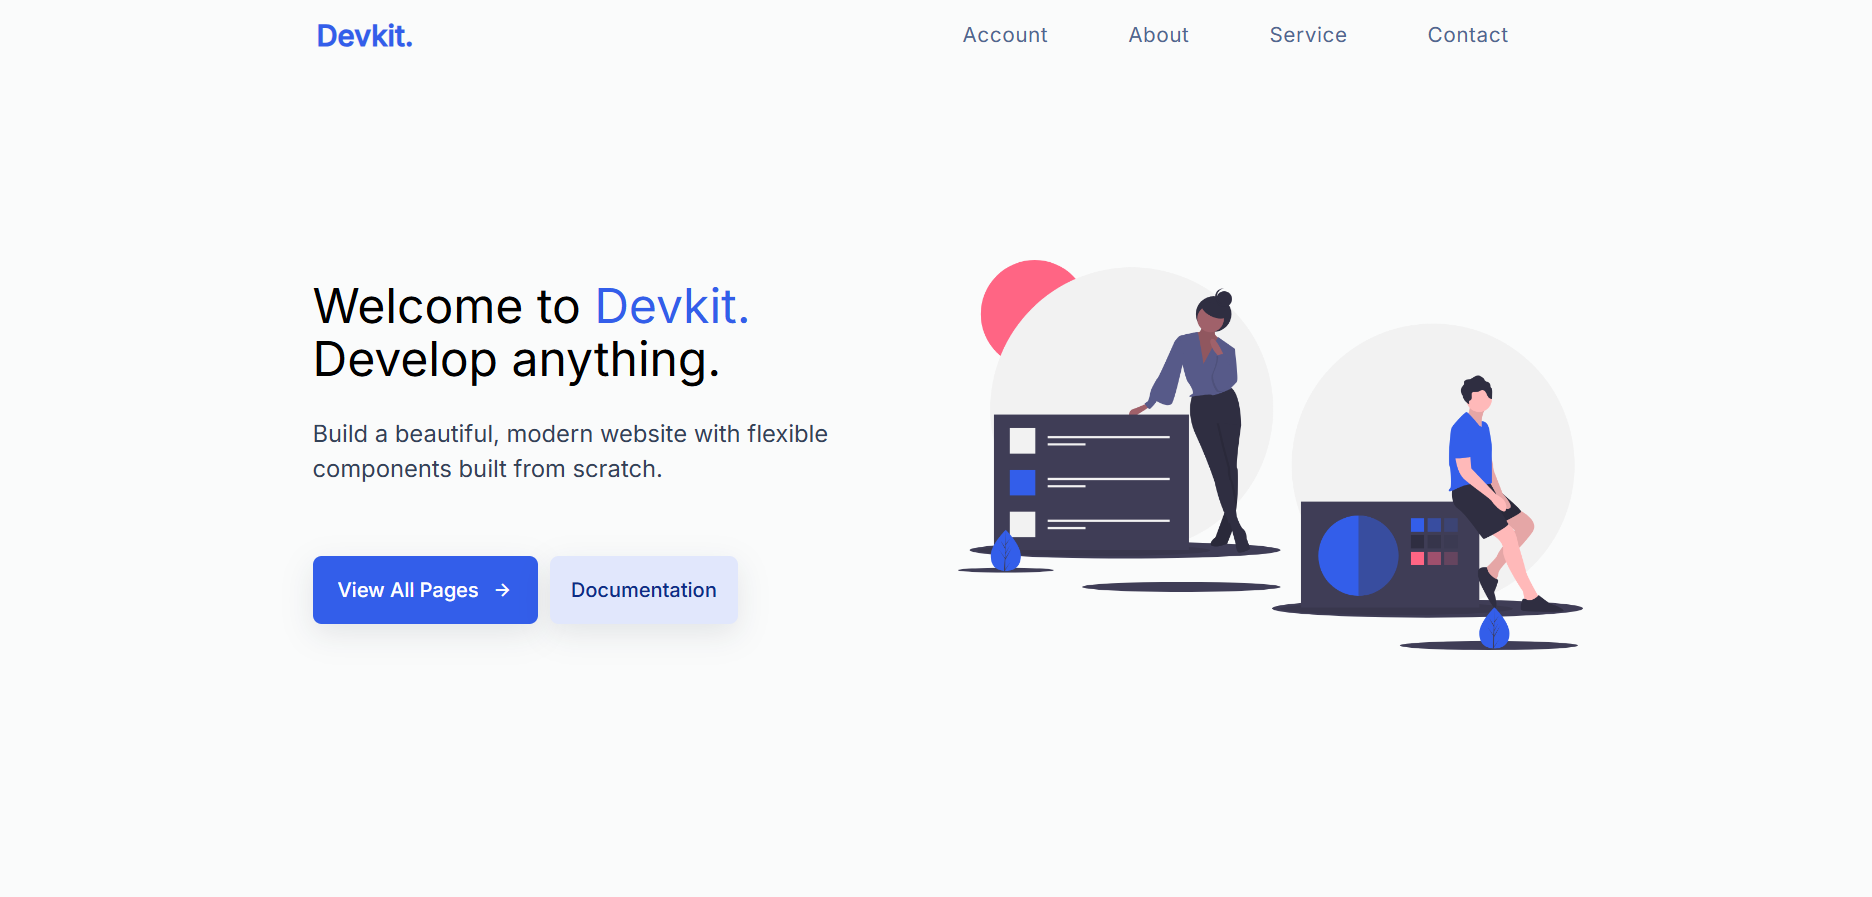 Devkit.
Account
About
Service
Contact
Welcome to Devkit.
Develop anything.
Build a beautiful, modern website with flexible
components built from scratch.
View All Pages →
Documentation